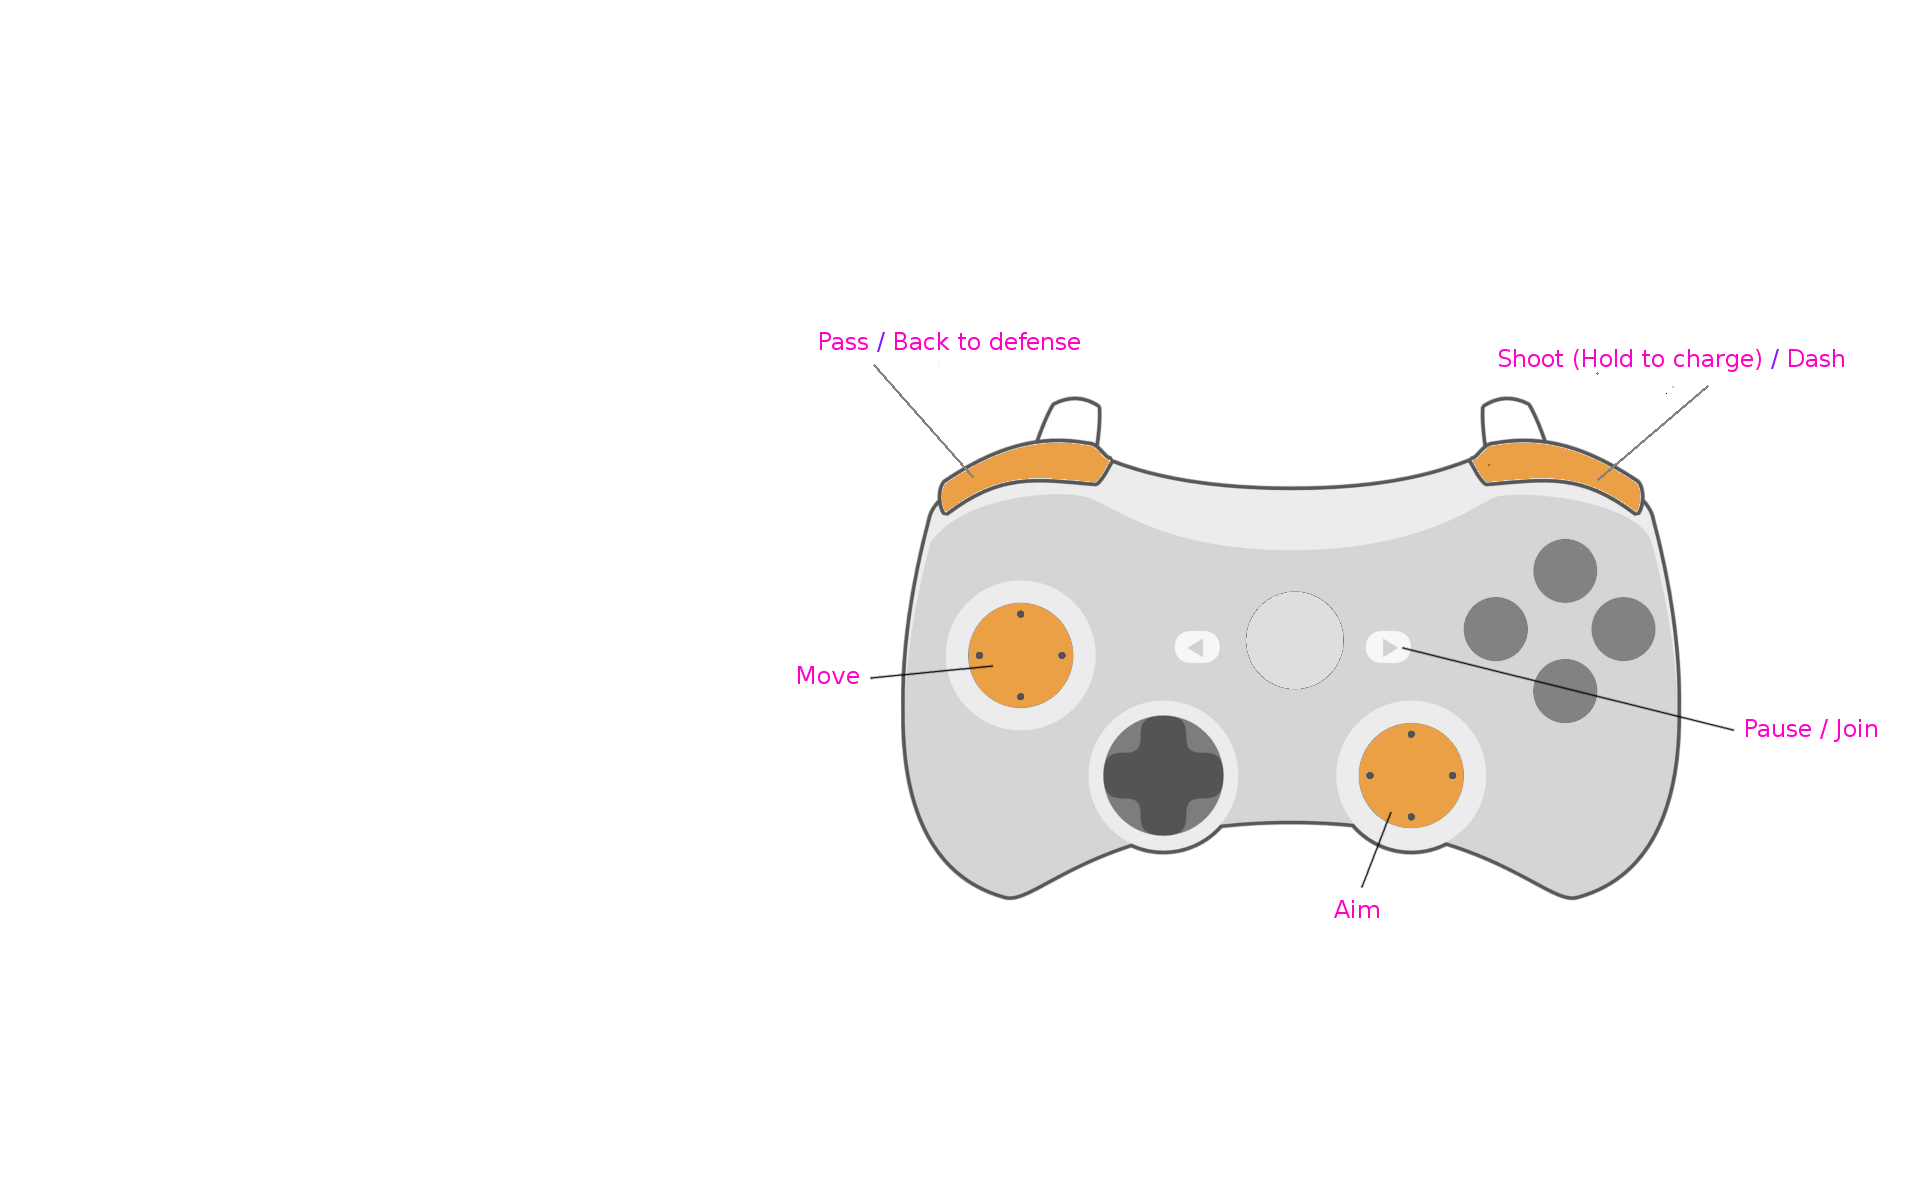 Pass / Back to defense
Shoot (Hold to charge) / Dash
Move
Pause / Join
Aim